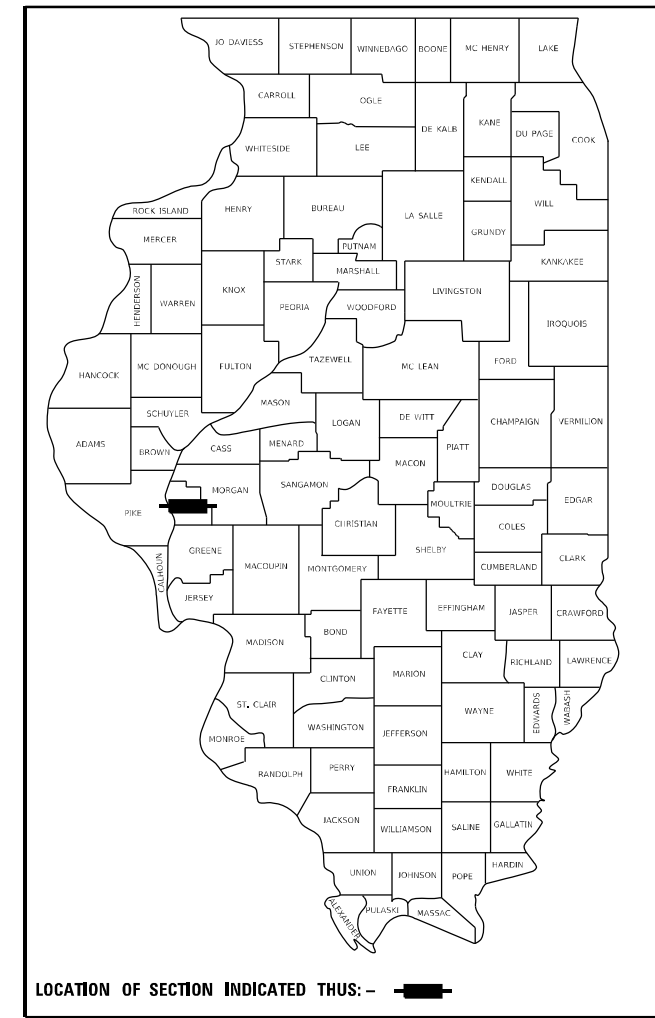 JO DAVIESS STEPHENSON WINNEBAGO BOONE MC HENRY LAKE
CARROLL OGLE
DE KALB KANE DU PAGE COOK
WHITESIDE LEE
KENDALL
WILL
ROCK ISLAND HENRY BUREAU LA SALLE
GRUNDY
MERCER PUTNAM
STARK MARSHALL KANKAKEE
HENDERSON WARREN KNOX PEORIA WOODFORD LIVINGSTON
IROQUOIS
HANCOCK MC DONOUGH FULTON TAZEWELL MC LEAN FORD
MASON
SCHUYLER LOGAN DE WITT CHAMPAIGN VERMILION
ADAMS BROWN CASS MENARD PIATT
MACON
MORGAN SANGAMON DOUGLAS
PIKE MOULTRIE EDGAR
CHRISTIAN COLES
GREENE SHELBY
CALHOUN MACOUPIN MONTGOMERY CUMBERLAND CLARK
JERSEY
FAYETTE EFFINGHAM JASPER CRAWFORD
MADISON BOND
CLAY RICHLAND LAWRENCE
CLINTON MARION
ST. CLAIR WAYNE EDWARDS WABASH
WASHINGTON JEFFERSON
MONROE
RANDOLPH PERRY HAMILTON WHITE
FRANKLIN
JACKSON WILLIAMSON SALINE GALLATIN
UNION JOHNSON POPE HARDIN
ALEXANDER PULASKI MASSAC
LOCATION OF SECTION INDICATED THUS: –